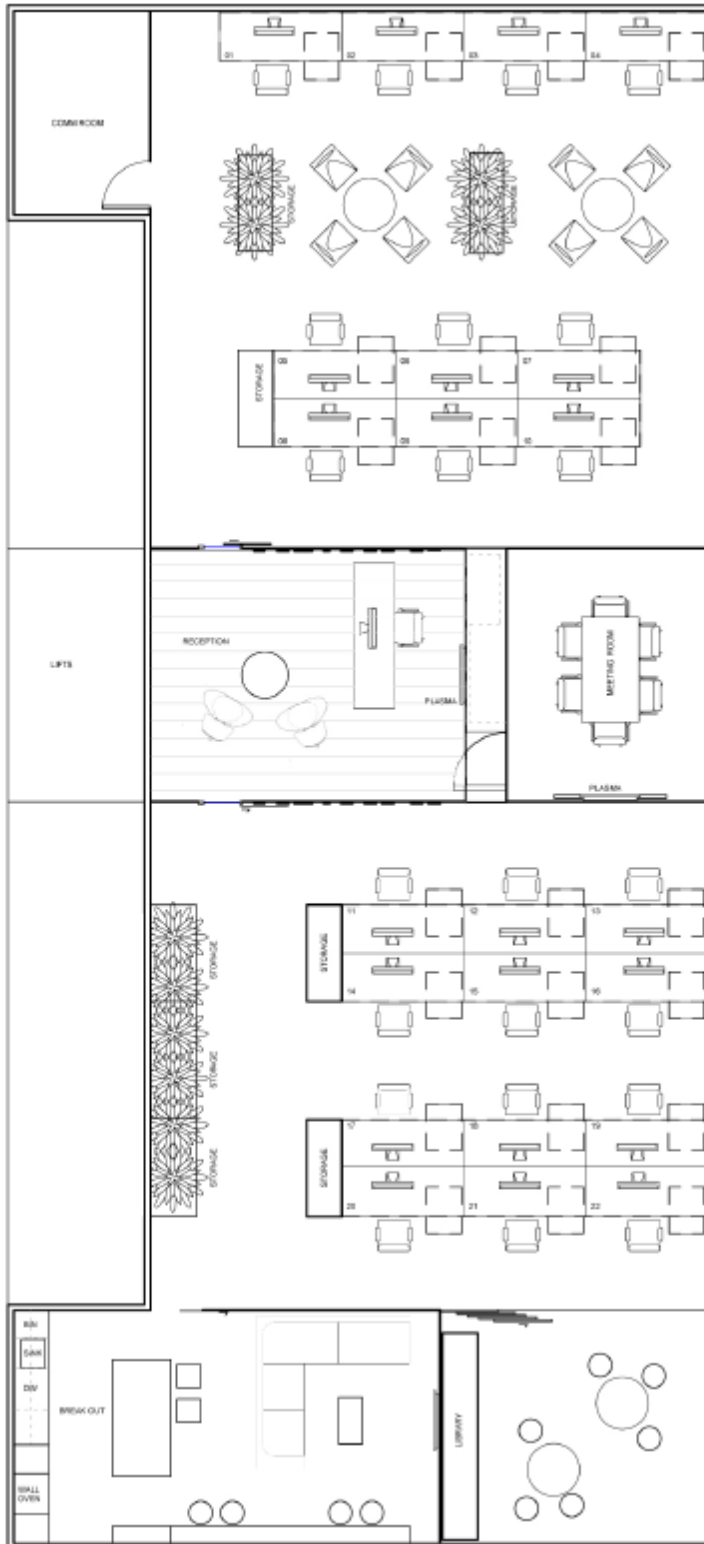 01
02
03
04
COMM ROOM
STORAGE
STORAGE
05
06
07
STORAGE
08
09
10
RECEPTION
LIFTS
MEETING ROOM
PLASMA
PLASMA
11
12
13
STORAGE
STORAGE
14
15
16
STORAGE
17
18
19
STORAGE
STORAGE
20
21
22
BIN
SINK
DW
BREAK OUT
LIBRARY
WALL
OVEN